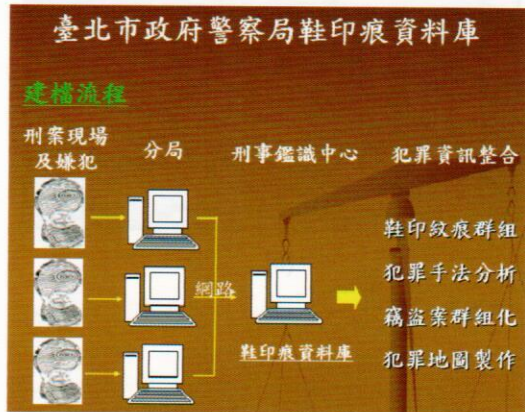 臺北市政府警察局鞋印痕資料庫
建檔流程
刑案現場
及嫌犯
分局
刑事鑑識中心
犯罪資訊整合
網路
鞋印痕資料庫
鞋印紋痕群組
犯罪手法分析
竊盜案群組化
犯罪地圖製作